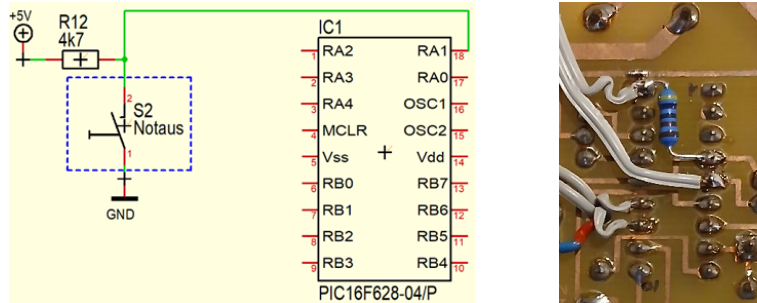 +5V
R12
4k7
2
S2
Notaus
1
GND
IC1
1 RA2 RA1 18
2 RA3 RA0 17
3 RA4 OSC1 16
4 MCLR OSC2 15
5 Vss Vdd 14
6 RB0 RB7 13
7 RB1 RB6 12
8 RB2 RB5 11
9 RB3 RB4 10
PIC16F628-04/P